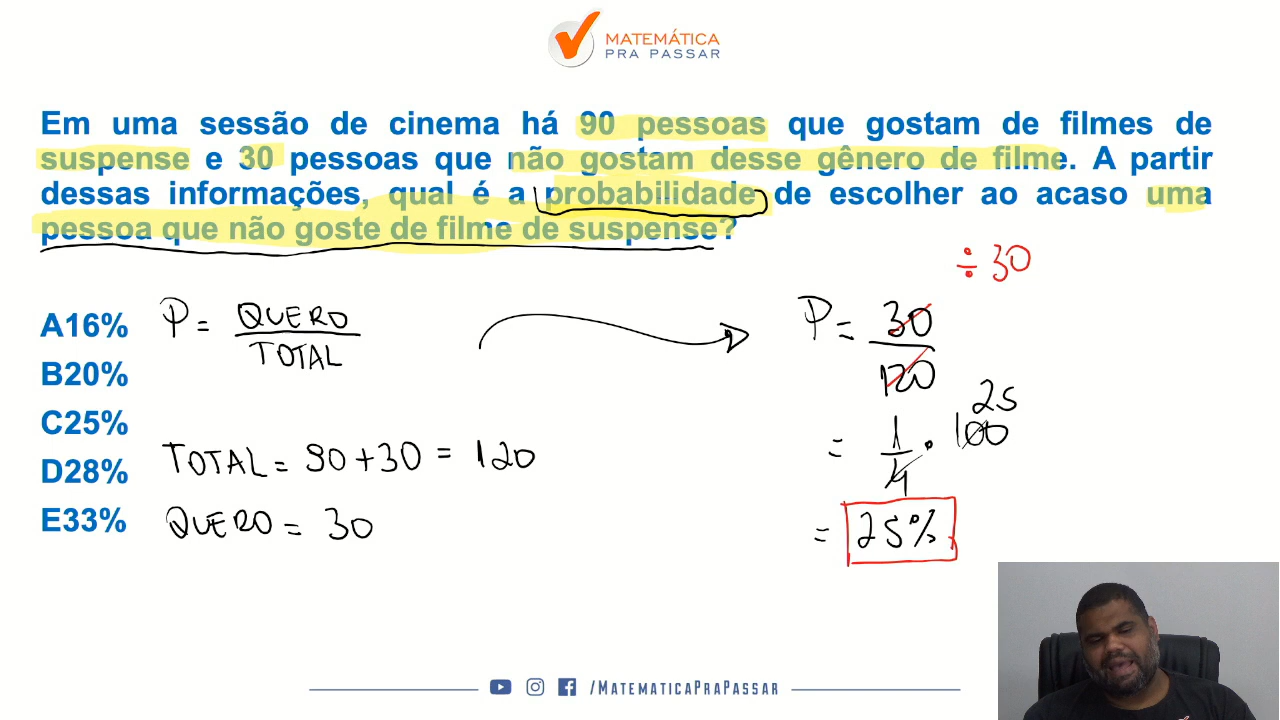 MATEMÁTICA
PRA PASSAR
Em uma sessão de cinema há 90 pessoas que gostam de filmes de
suspense e 30 pessoas que não gostam desse gênero de filme. A partir
dessas informações, qual é a probabilidade de escolher ao acaso uma
pessoa que não goste de filme de suspense?
÷ 30
A16%
B20%
C25%
D28%
E33%
P = QUERO
TOTAL
TOTAL = 90 + 30 = 120
QUERO = 30
P = 30
120
25
= 1 . 100
4
= 25%
/MATEMATICAPRAPASSAR